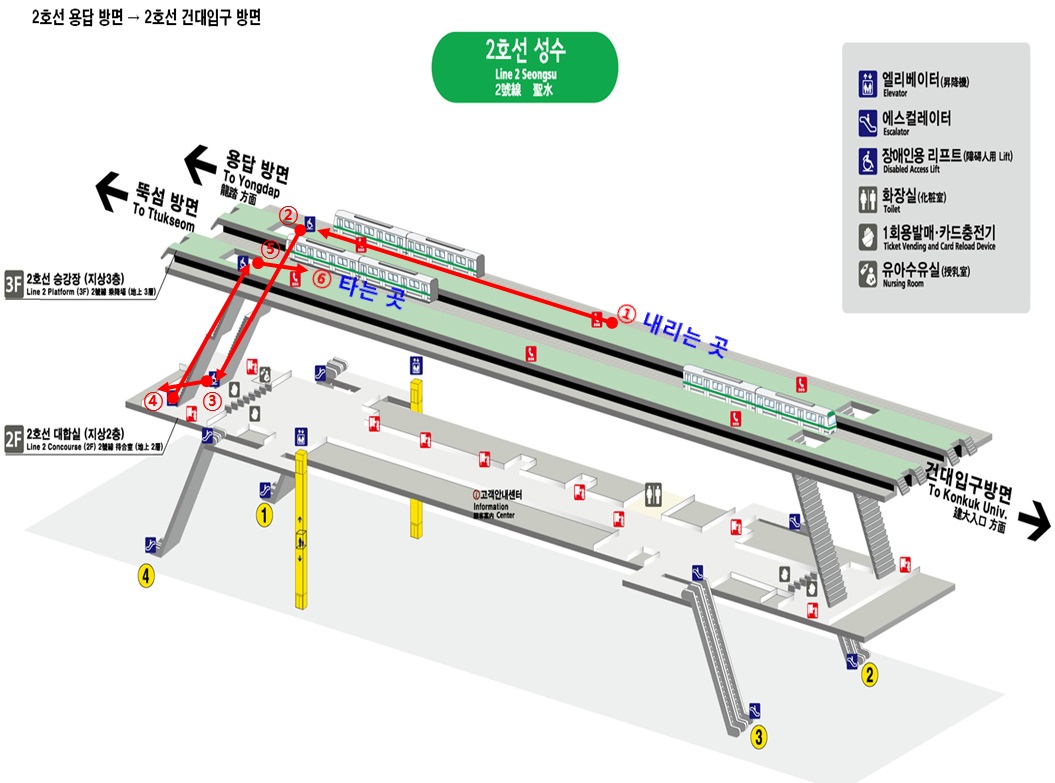 2호선 용답 방면 → 2호선 건대입구 방면
2호선 성수
Line 2 Seongsu
2號線 聖水
엘리베이터(昇降機)
Elevator
에스컬레이터
Escalator
장애인용 리프트(障碍人用 Lift)
Disabled Access Lift
화장실(化粧室)
Toilet
1회용발매·카드충전기
Ticket Vending and Card Reload Device
유아수유실(授乳室)
Nursing Room
용답 방면
To Yongdap
龍踏 方面
뚝섬 방면
To Ttukseom
②
⑤
⑥ 타는 곳
① 내리는 곳
3F 2호선 승강장 (지상3층)
Line 2 Platform (3F) 2號線 乘降場 (地上 3層)
④
③
2F 2호선 대합실 (지상2층)
Line 2 Concourse (2F) 2號線 待合室 (地上 2層)
고객안내센터
Information
顧客案内 Center
건대입구방면
To Konkuk Univ.
建大入口 方面
1
4
2
3